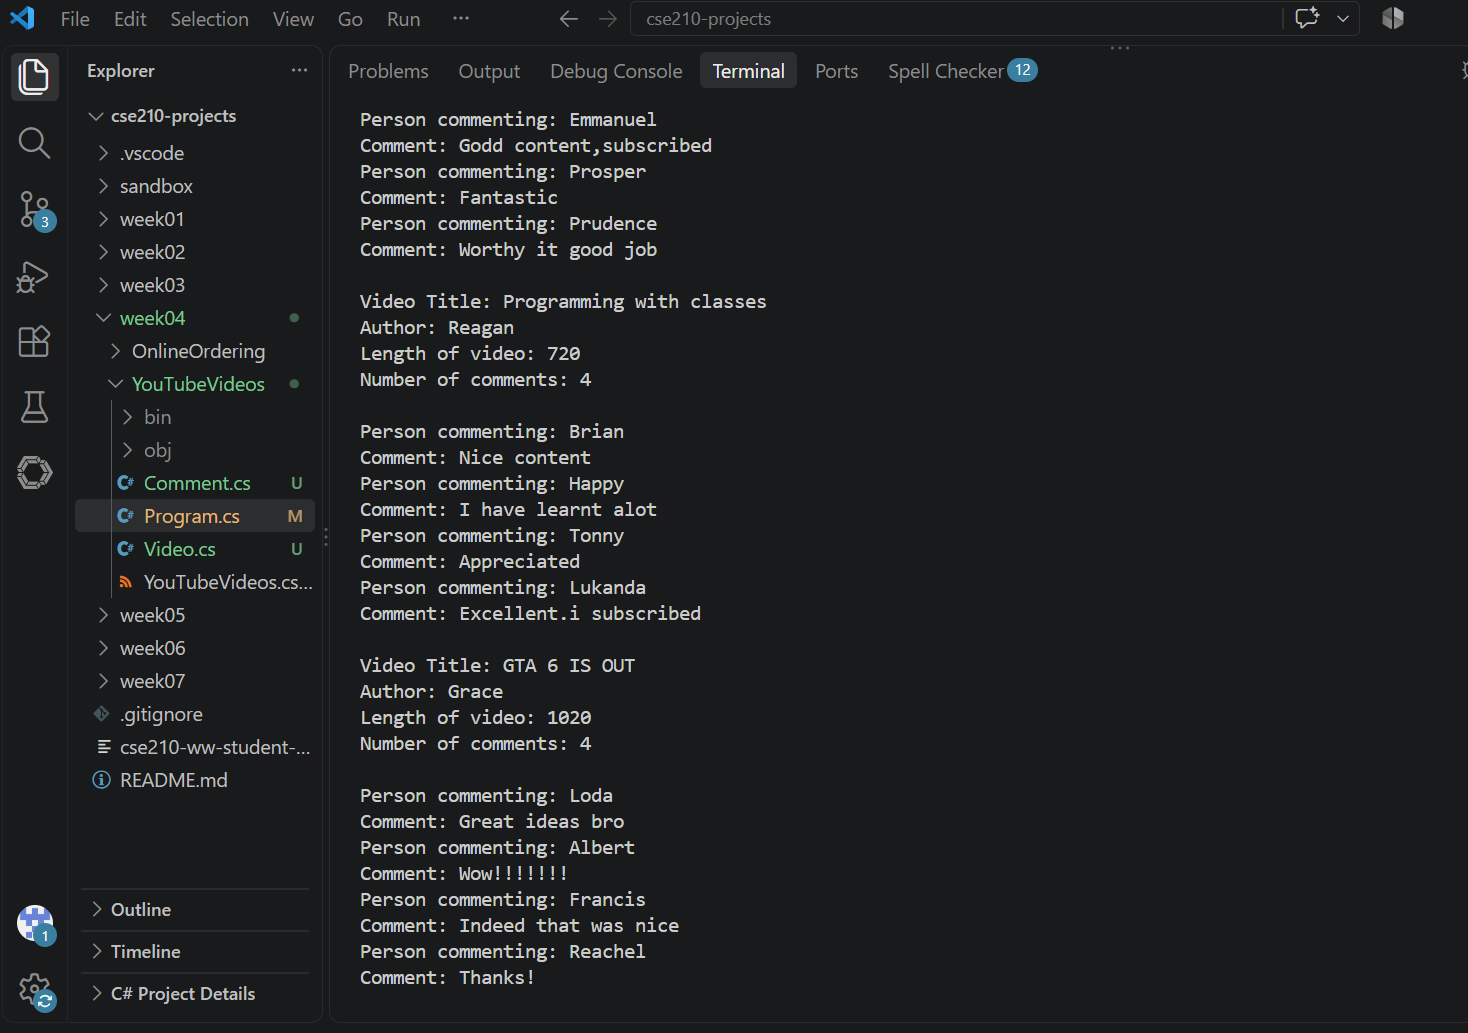 File Edit Selection View Go Run ...
cse210-projects
Explorer
Problems Output Debug Console Terminal Ports Spell Checker 12
cse210-projects
.vscode
sandbox
week01
3
week02
week03
week04
OnlineOrdering
YouTubeVideos
bin
obj
C# Comment.cs U
C# Program.cs M
C# Video.cs U
YouTubeVideos.cs...
week05
week06
week07
.gitignore
cse210-ww-student-...
README.md
Outline
1
Timeline
C# Project Details
Person commenting: Emmanuel
Comment: Godd content,subscribed
Person commenting: Prosper
Comment: Fantastic
Person commenting: Prudence
Comment: Worthy it good job
Video Title: Programming with classes
Author: Reagan
Length of video: 720
Number of comments: 4
Person commenting: Brian
Comment: Nice content
Person commenting: Happy
Comment: I have learnt alot
Person commenting: Tonny
Comment: Appreciated
Person commenting: Lukanda
Comment: Excellent.i subscribed
Video Title: GTA 6 IS OUT
Author: Grace
Length of video: 1020
Number of comments: 4
Person commenting: Loda
Comment: Great ideas bro
Person commenting: Albert
Comment: Wow!!!!!!!
Person commenting: Francis
Comment: Indeed that was nice
Person commenting: Reachel
Comment: Thanks!